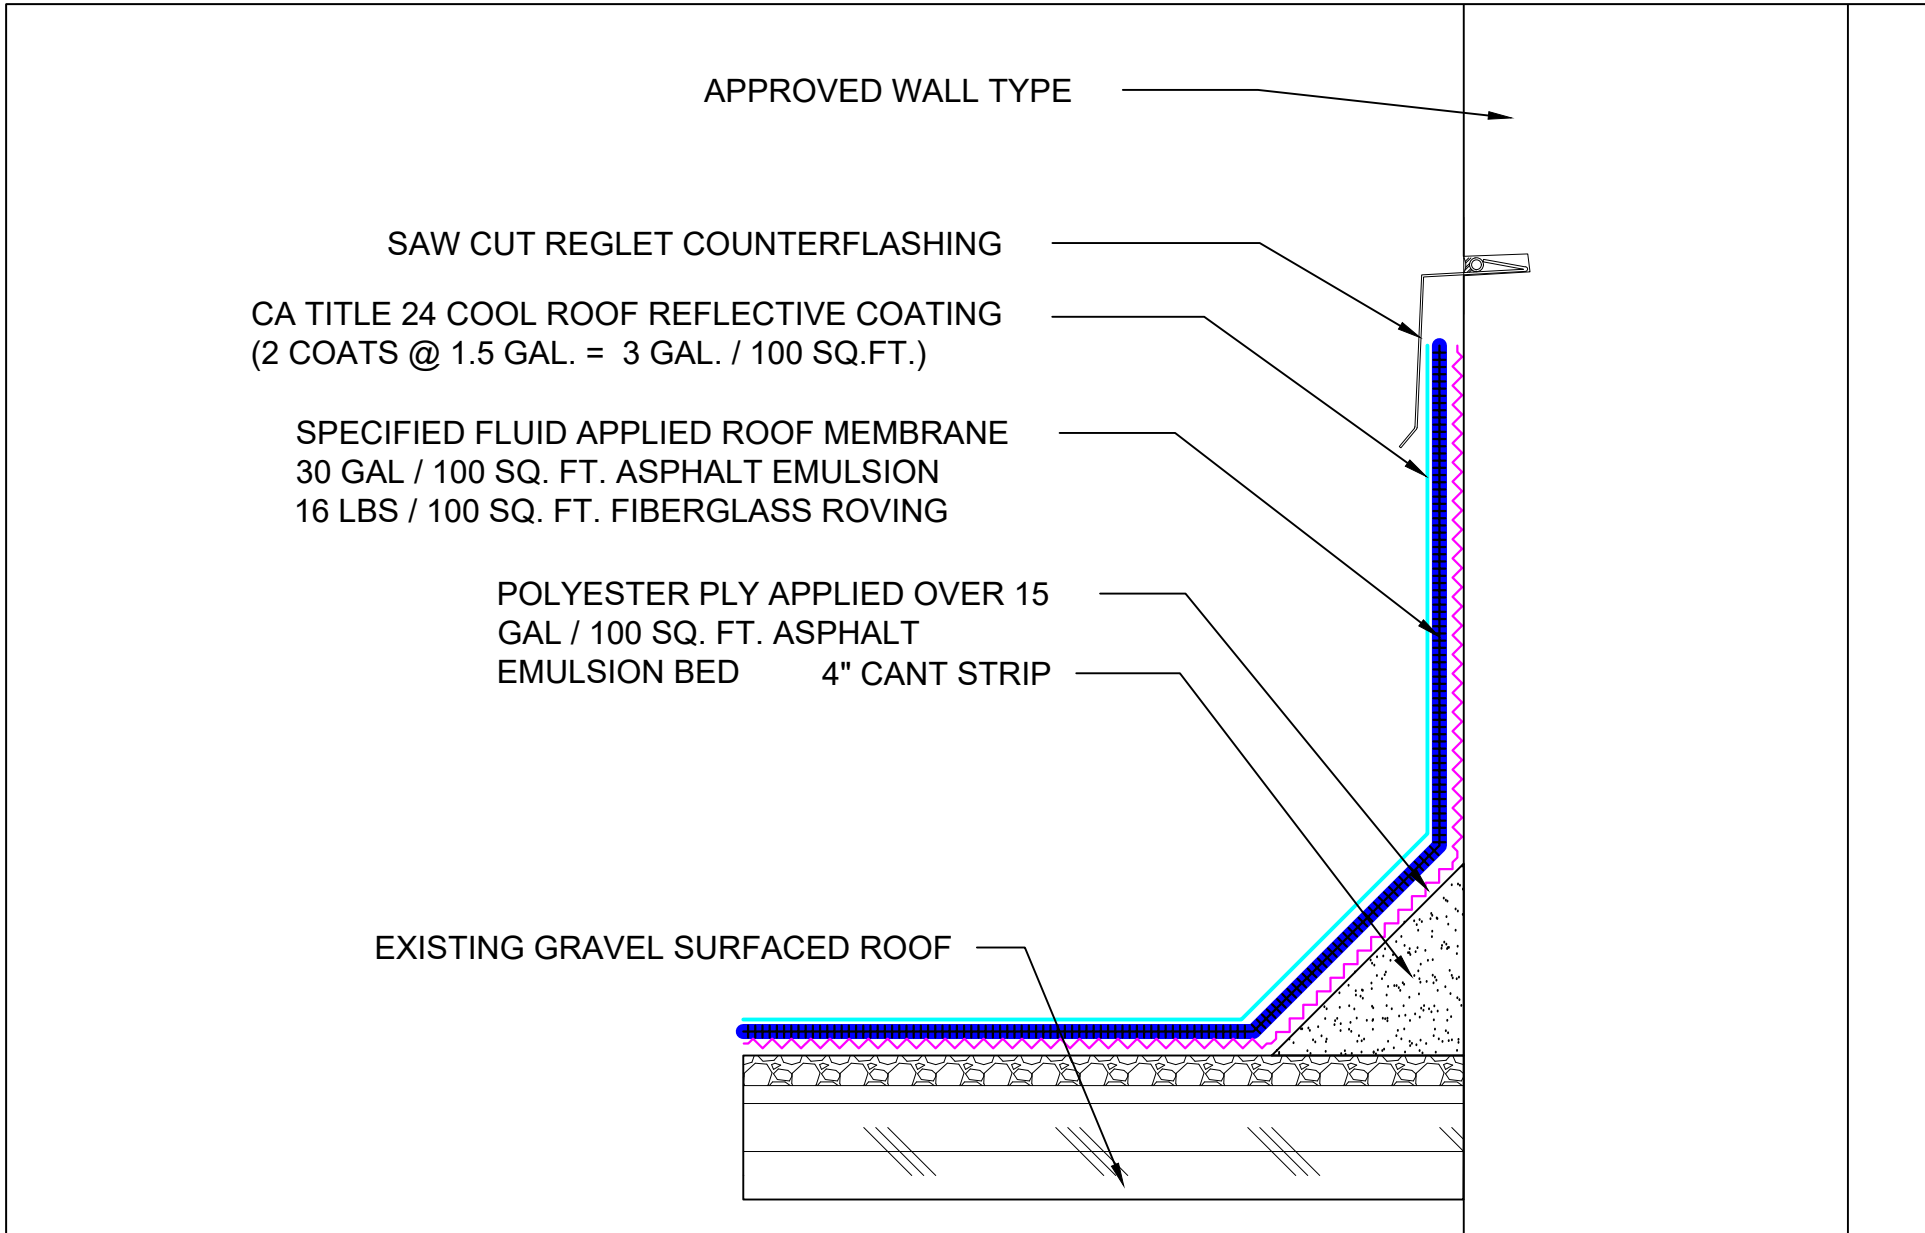 APPROVED WALL TYPE
SAW CUT REGLET COUNTERFLASHING
CA TITLE 24 COOL ROOF REFLECTIVE COATING
(2 COATS @ 1.5 GAL. = 3 GAL. / 100 SQ.FT.)
SPECIFIED FLUID APPLIED ROOF MEMBRANE
30 GAL / 100 SQ. FT. ASPHALT EMULSION
16 LBS / 100 SQ. FT. FIBERGLASS ROVING
POLYESTER PLY APPLIED OVER 15
GAL / 100 SQ. FT. ASPHALT
EMULSION BED
4" CANT STRIP
EXISTING GRAVEL SURFACED ROOF